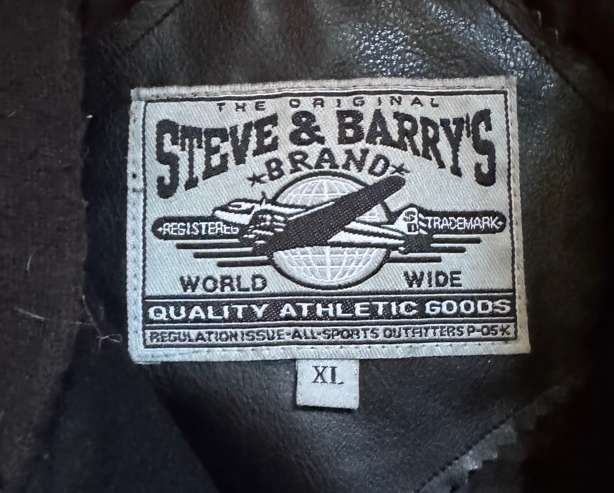 THE ORIGINAL
STEVE & BARRY'S
BRAND
REGISTERED TRADEMARK
WORLD WIDE
QUALITY ATHLETIC GOODS
REGULATION ISSUE-ALL-SPORTS OUTFITTERS P-05-K
XL